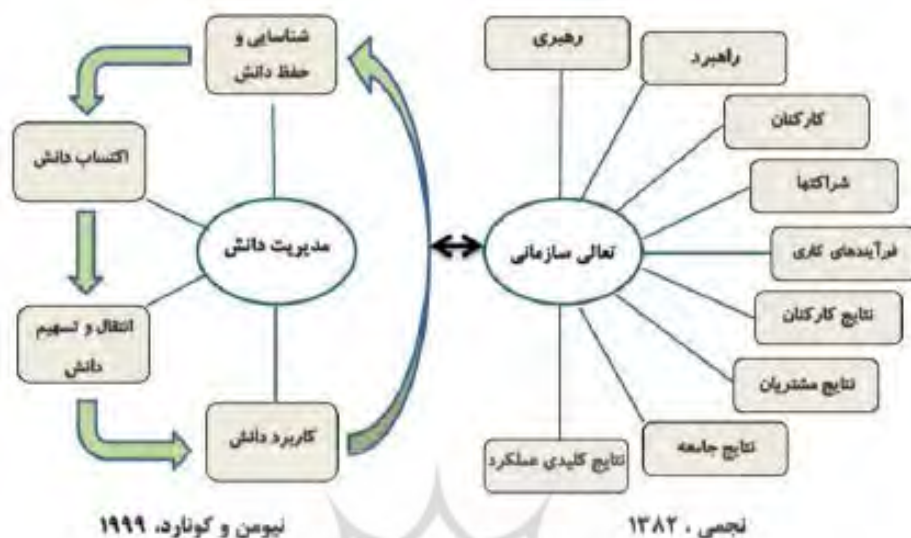 رهبری
راهبرد
کارکنان
شراکتها
فرآیندهای کاری
نتایج کارکنان
نتایج مشتریان
نتایج جامعه
نتایج کلیدی عملکرد
تعالی سازمانی
نجمی ، ۱۳۸۲
شناسایی و
حفظ دانش
اکتساب دانش
انتقال و تسهیم
دانش
کاربرد دانش
مدیریت دانش
نیومن و کونارد، ۱۹۹۹